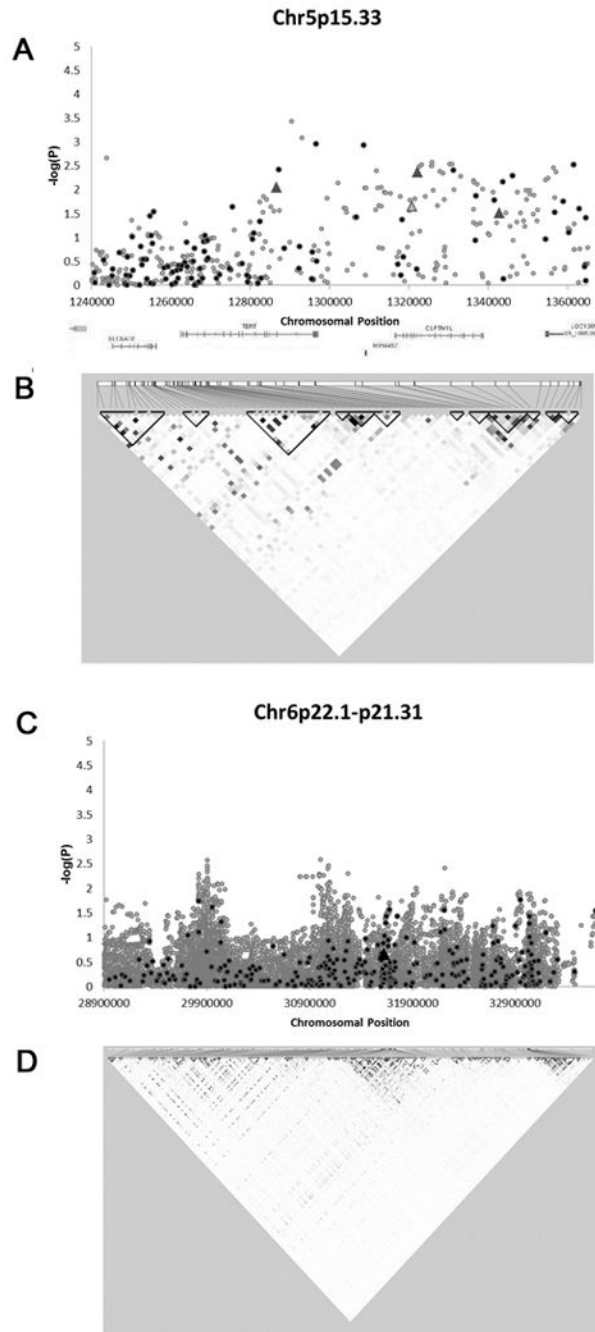 Chr5p15.33
A
5
4.5
4
3.5
3
2.5
2
1.5
1
0.5
0
-log(P)
1240000 1260000 1280000 1300000 1320000 1340000 1360000
Chromosomal Position
TERT
CLPTM1L
B
C
Chr6p22.1-p21.31
5
4.5
4
3.5
3
2.5
2
1.5
1
0.5
0
-log(P)
28900000 29900000 30900000 31900000 32900000
Chromosomal Position
D